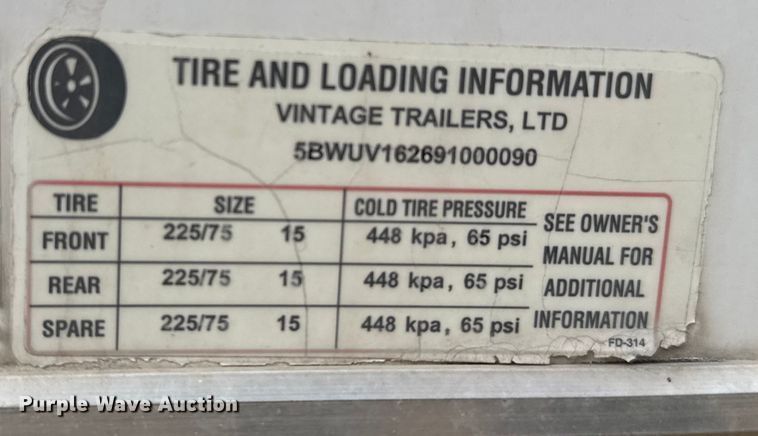 TIRE AND LOADING INFORMATION
VINTAGE TRAILERS, LTD
5BWUV162691000090
TIRE SIZE COLD TIRE PRESSURE
FRONT 225/75 15 448 kpa, 65 psi
REAR 225/75 15 448 kpa, 65 psi
SPARE 225/75 15 448 kpa, 65 psi
SEE OWNER'S
MANUAL FOR
ADDITIONAL
INFORMATION
FD-314
Purple Wave Auction